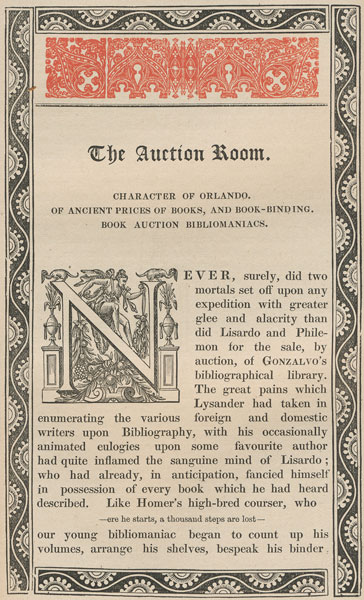 The Auction Room.
CHARACTER OF ORLANDO.
OF ANCIENT PRICES OF BOOKS, AND BOOK-BINDING.
BOOK AUCTION BIBLIOMANIACS.
NEVER, surely, did two
mortals set off upon any
expedition with greater
glee and alacrity than
did Lisardo and Phile-
mon for the sale, by
auction, of GONZALVO'S
bibliographical library.
The great pains which
Lysander had taken in
enumerating the various foreign and domestic
writers upon Bibliography, with his occasionally
animated eulogies upon some favourite author
had quite inflamed the sanguine mind of Lisardo;
who had already, in anticipation, fancied himself
in possession of every book which he had heard
described. Like Homer's high-bred courser, who
—ere he starts, a thousand steps are lost—
our young bibliomaniac began to count up his
volumes, arrange his shelves, bespeak his binder